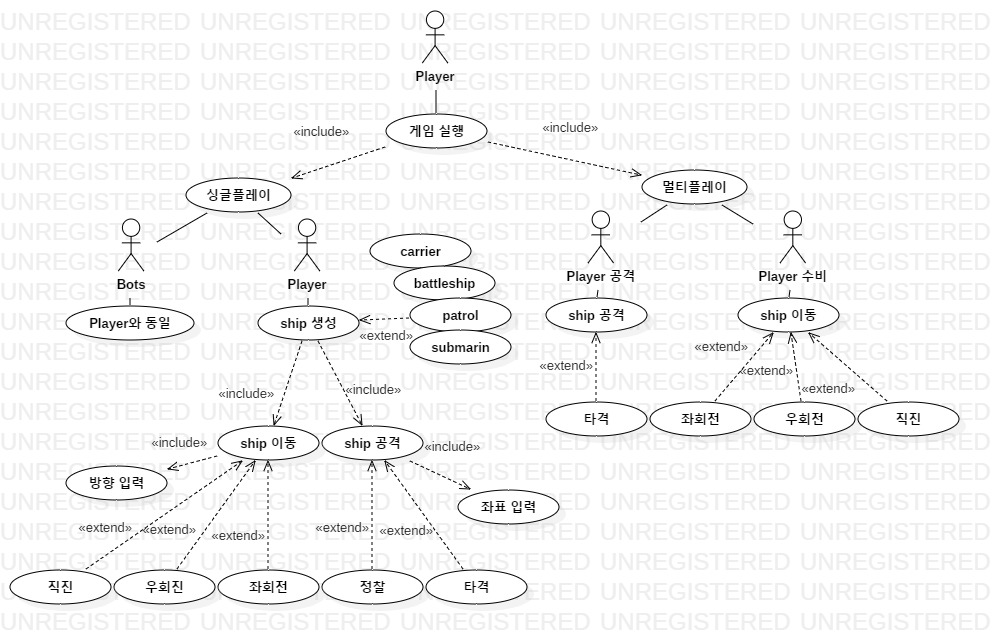 UNREGISTERED UNREGISTERED UNREGISTERED UNREGISTERED UNREGISTERED
Player
게임 실행
«include»
«include»
싱글플레이
멀티플레이
Bots
Player
Player 공격
Player 수비
carrier
battleship
patrol
submarin
Player와 동일
ship 생성
«extend»
ship 공격
ship 이동
«extend»
«extend»
«extend»
«extend»
«include»
«include»
타격
좌회전
우회전
직진
ship 이동
ship 공격
«include»
«include»
방향 입력
좌표 입력
«extend»
«extend»
«extend»
«extend»
«extend»
직진
우회진
좌회전
정찰
타격